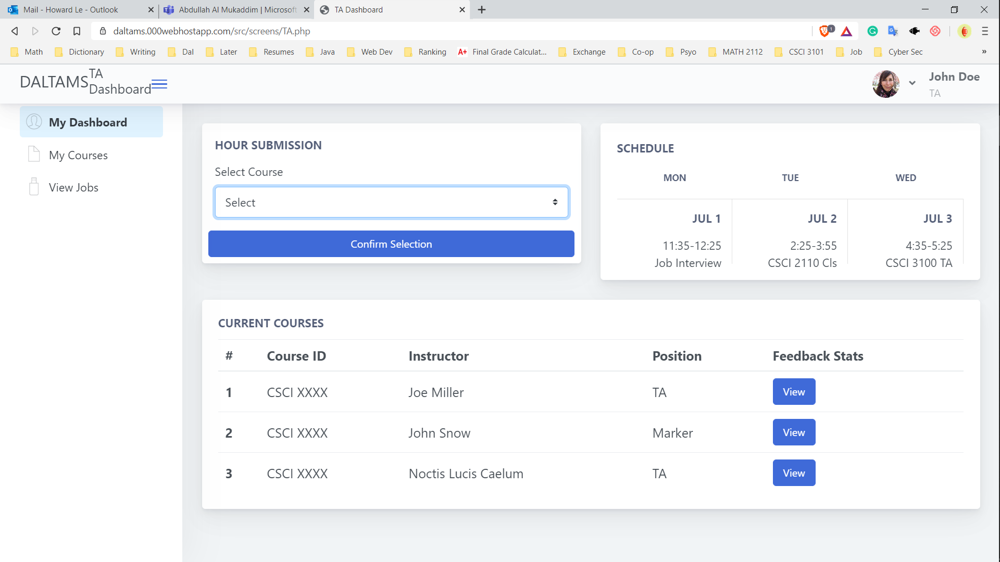 Mail - Howard Le - Outlook
Abdullah Al Mukaddim | Microsoft
TA Dashboard
daltams.000webhostapp.com/src/screens/TA.php
1
Math Dictionary Writing Dal Later Resumes Java Web Dev Ranking A+ Final Grade Calculat... Exchange Co-op Psyo MATH 2112 CSCI 3101 Job Cyber Sec »
DALTAMS
TA
Dashboard
John Doe
TA
My Dashboard
My Courses
View Jobs
HOUR SUBMISSION
Select Course
Select
Confirm Selection
SCHEDULE
MON TUE WED
JUL 1 JUL 2 JUL 3
11:35-12:25 2:25-3:55 4:35-5:25
Job Interview CSCI 2110 Cls CSCI 3100 TA
CURRENT COURSES
# Course ID Instructor Position Feedback Stats
1 CSCI XXXX Joe Miller TA View
2 CSCI XXXX John Snow Marker View
3 CSCI XXXX Noctis Lucis Caelum TA View